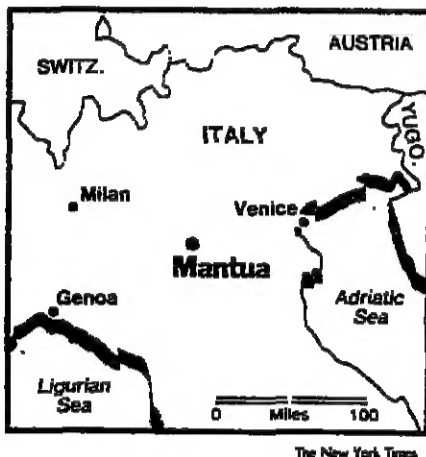 AUSTRIA
SWITZ.
ITALY
YUGO.
Milan
Venice
Mantua
Genoa
Adriatic
Sea
Ligurian
Sea
0 Miles 100
The New York Times